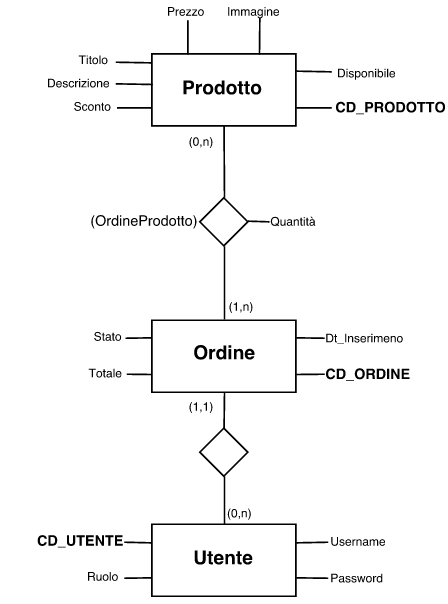 Prezzo Immagine
Titolo
Disponibile
Descrizione
Prodotto
Sconto
CD_PRODOTTO
(0,n)
(OrdineProdotto)
Quantità
(1,n)
Stato
Dt_Inserimeno
Ordine
Totale
CD_ORDINE
(1,1)
(0,n)
CD_UTENTE
Username
Utente
Ruolo
Password